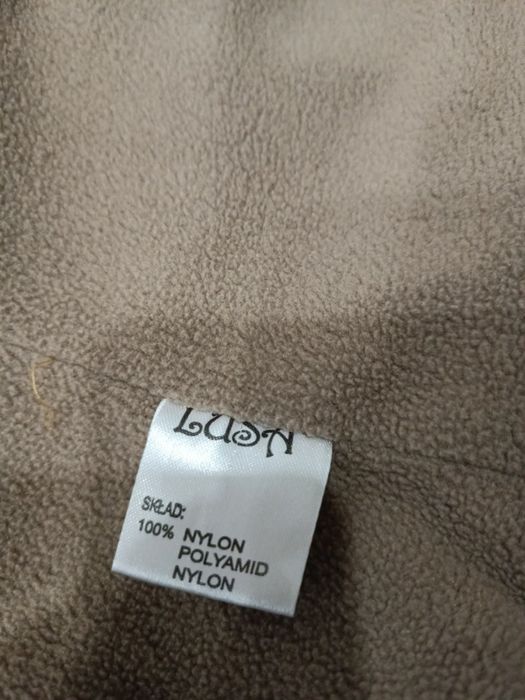 LUSA
SKŁAD:
100% NYLON
POLYAMID
NYLON